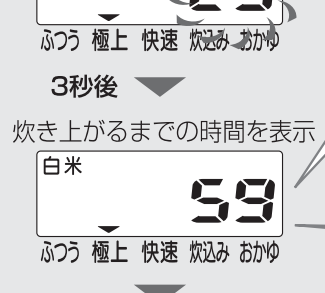 ふつう 極上 快速 炊込み おかゆ
3秒後
炊き上がるまでの時間を表示
白米
59
ふつう 極上 快速 炊込み おかゆ